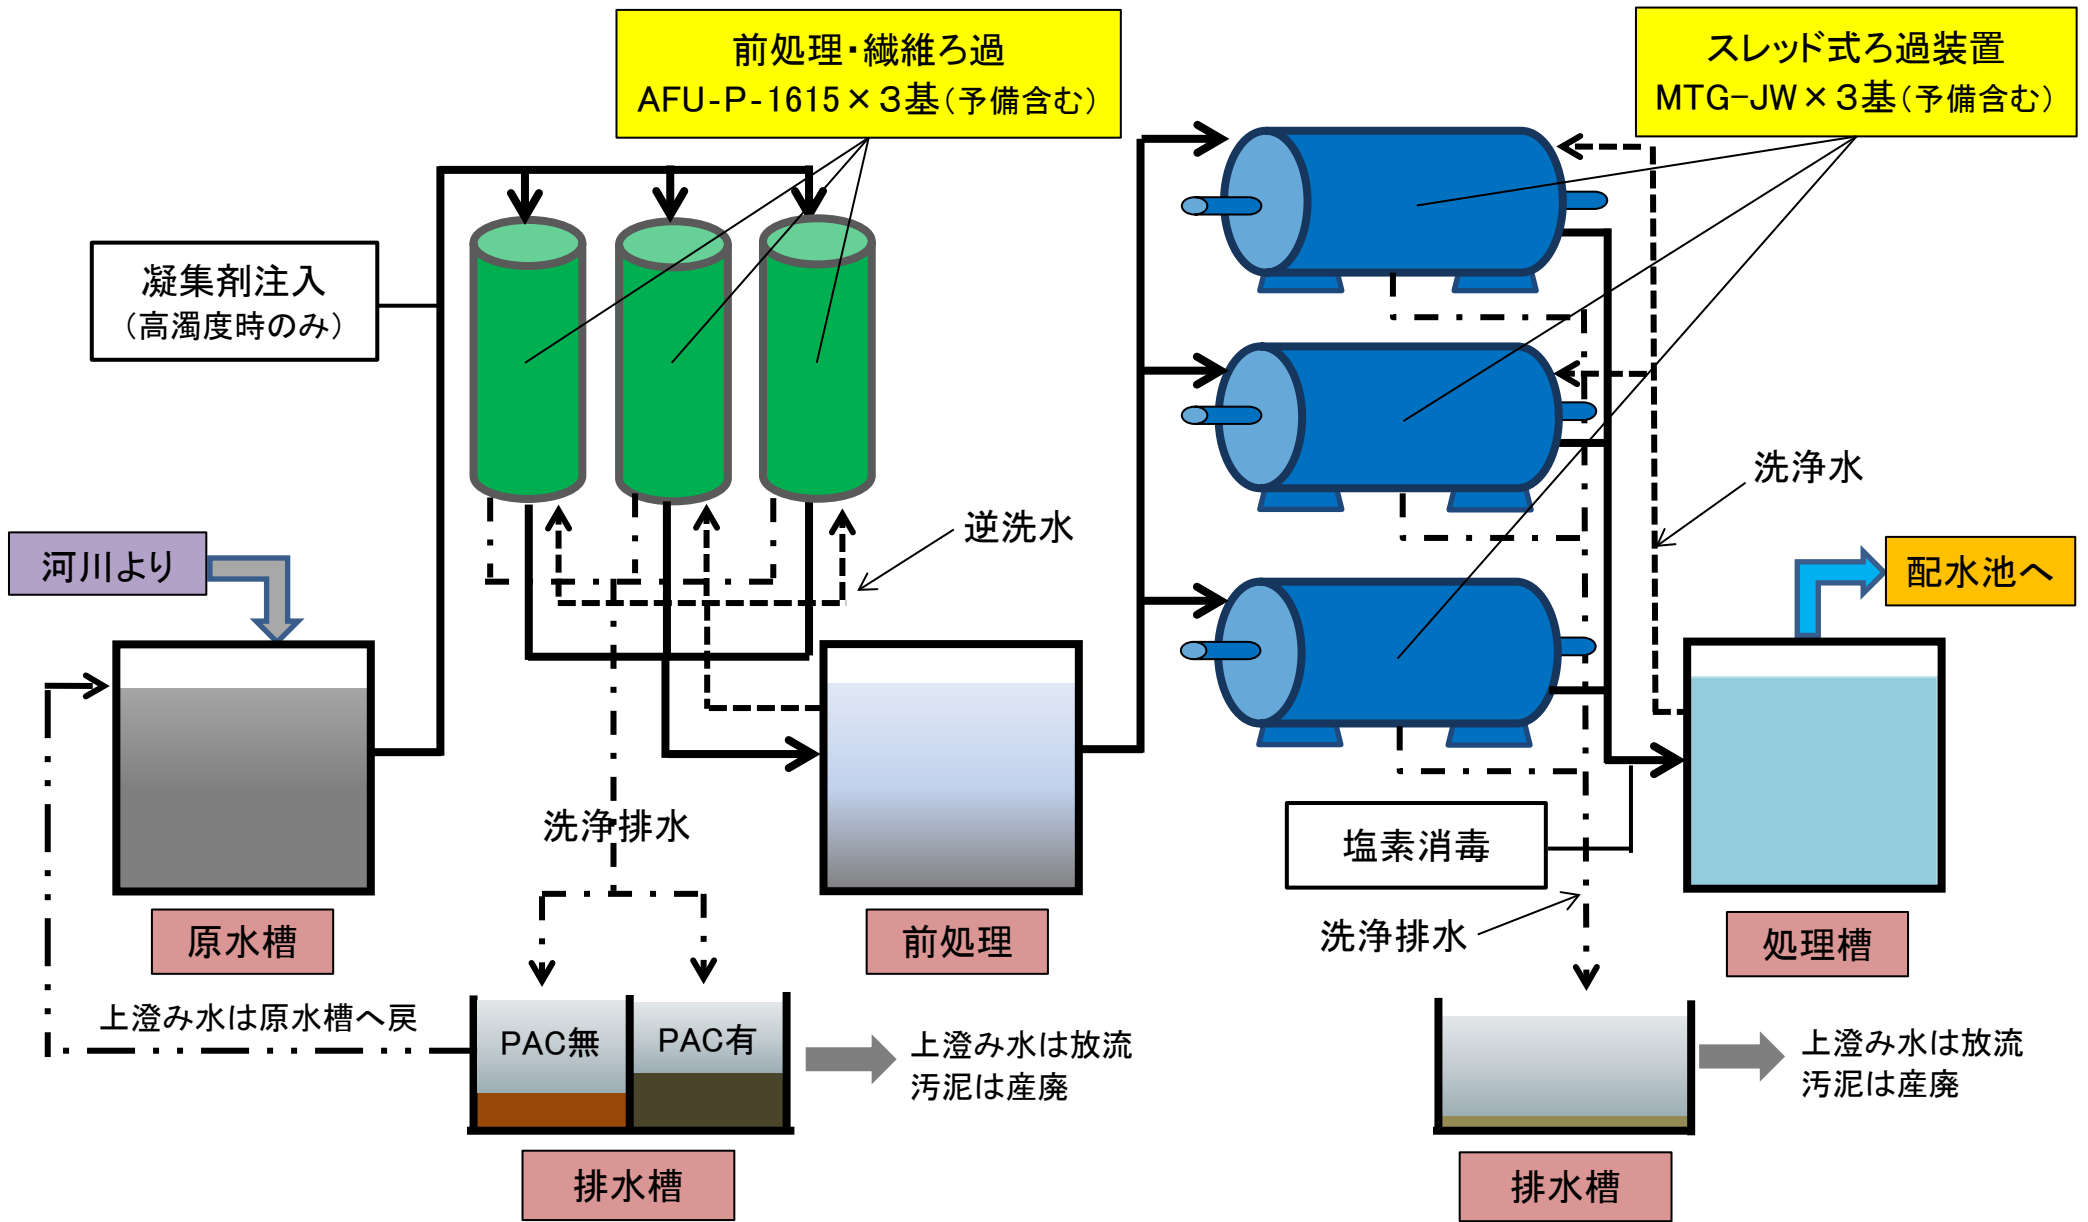 前処理・繊維ろ過
AFU-P-1615×3基(予備含む)
スレッド式ろ過装置
MTG-JW×3基(予備含む)
凝集剤注入
(高濁度時のみ)
河川より
逆洗水
洗浄水
配水池へ
洗浄排水
塩素消毒
原水槽
前処理
洗浄排水
処理槽
上澄み水は原水槽へ戻
PAC無
PAC有
上澄み水は放流
汚泥は産廃
上澄み水は放流
汚泥は産廃
排水槽
排水槽